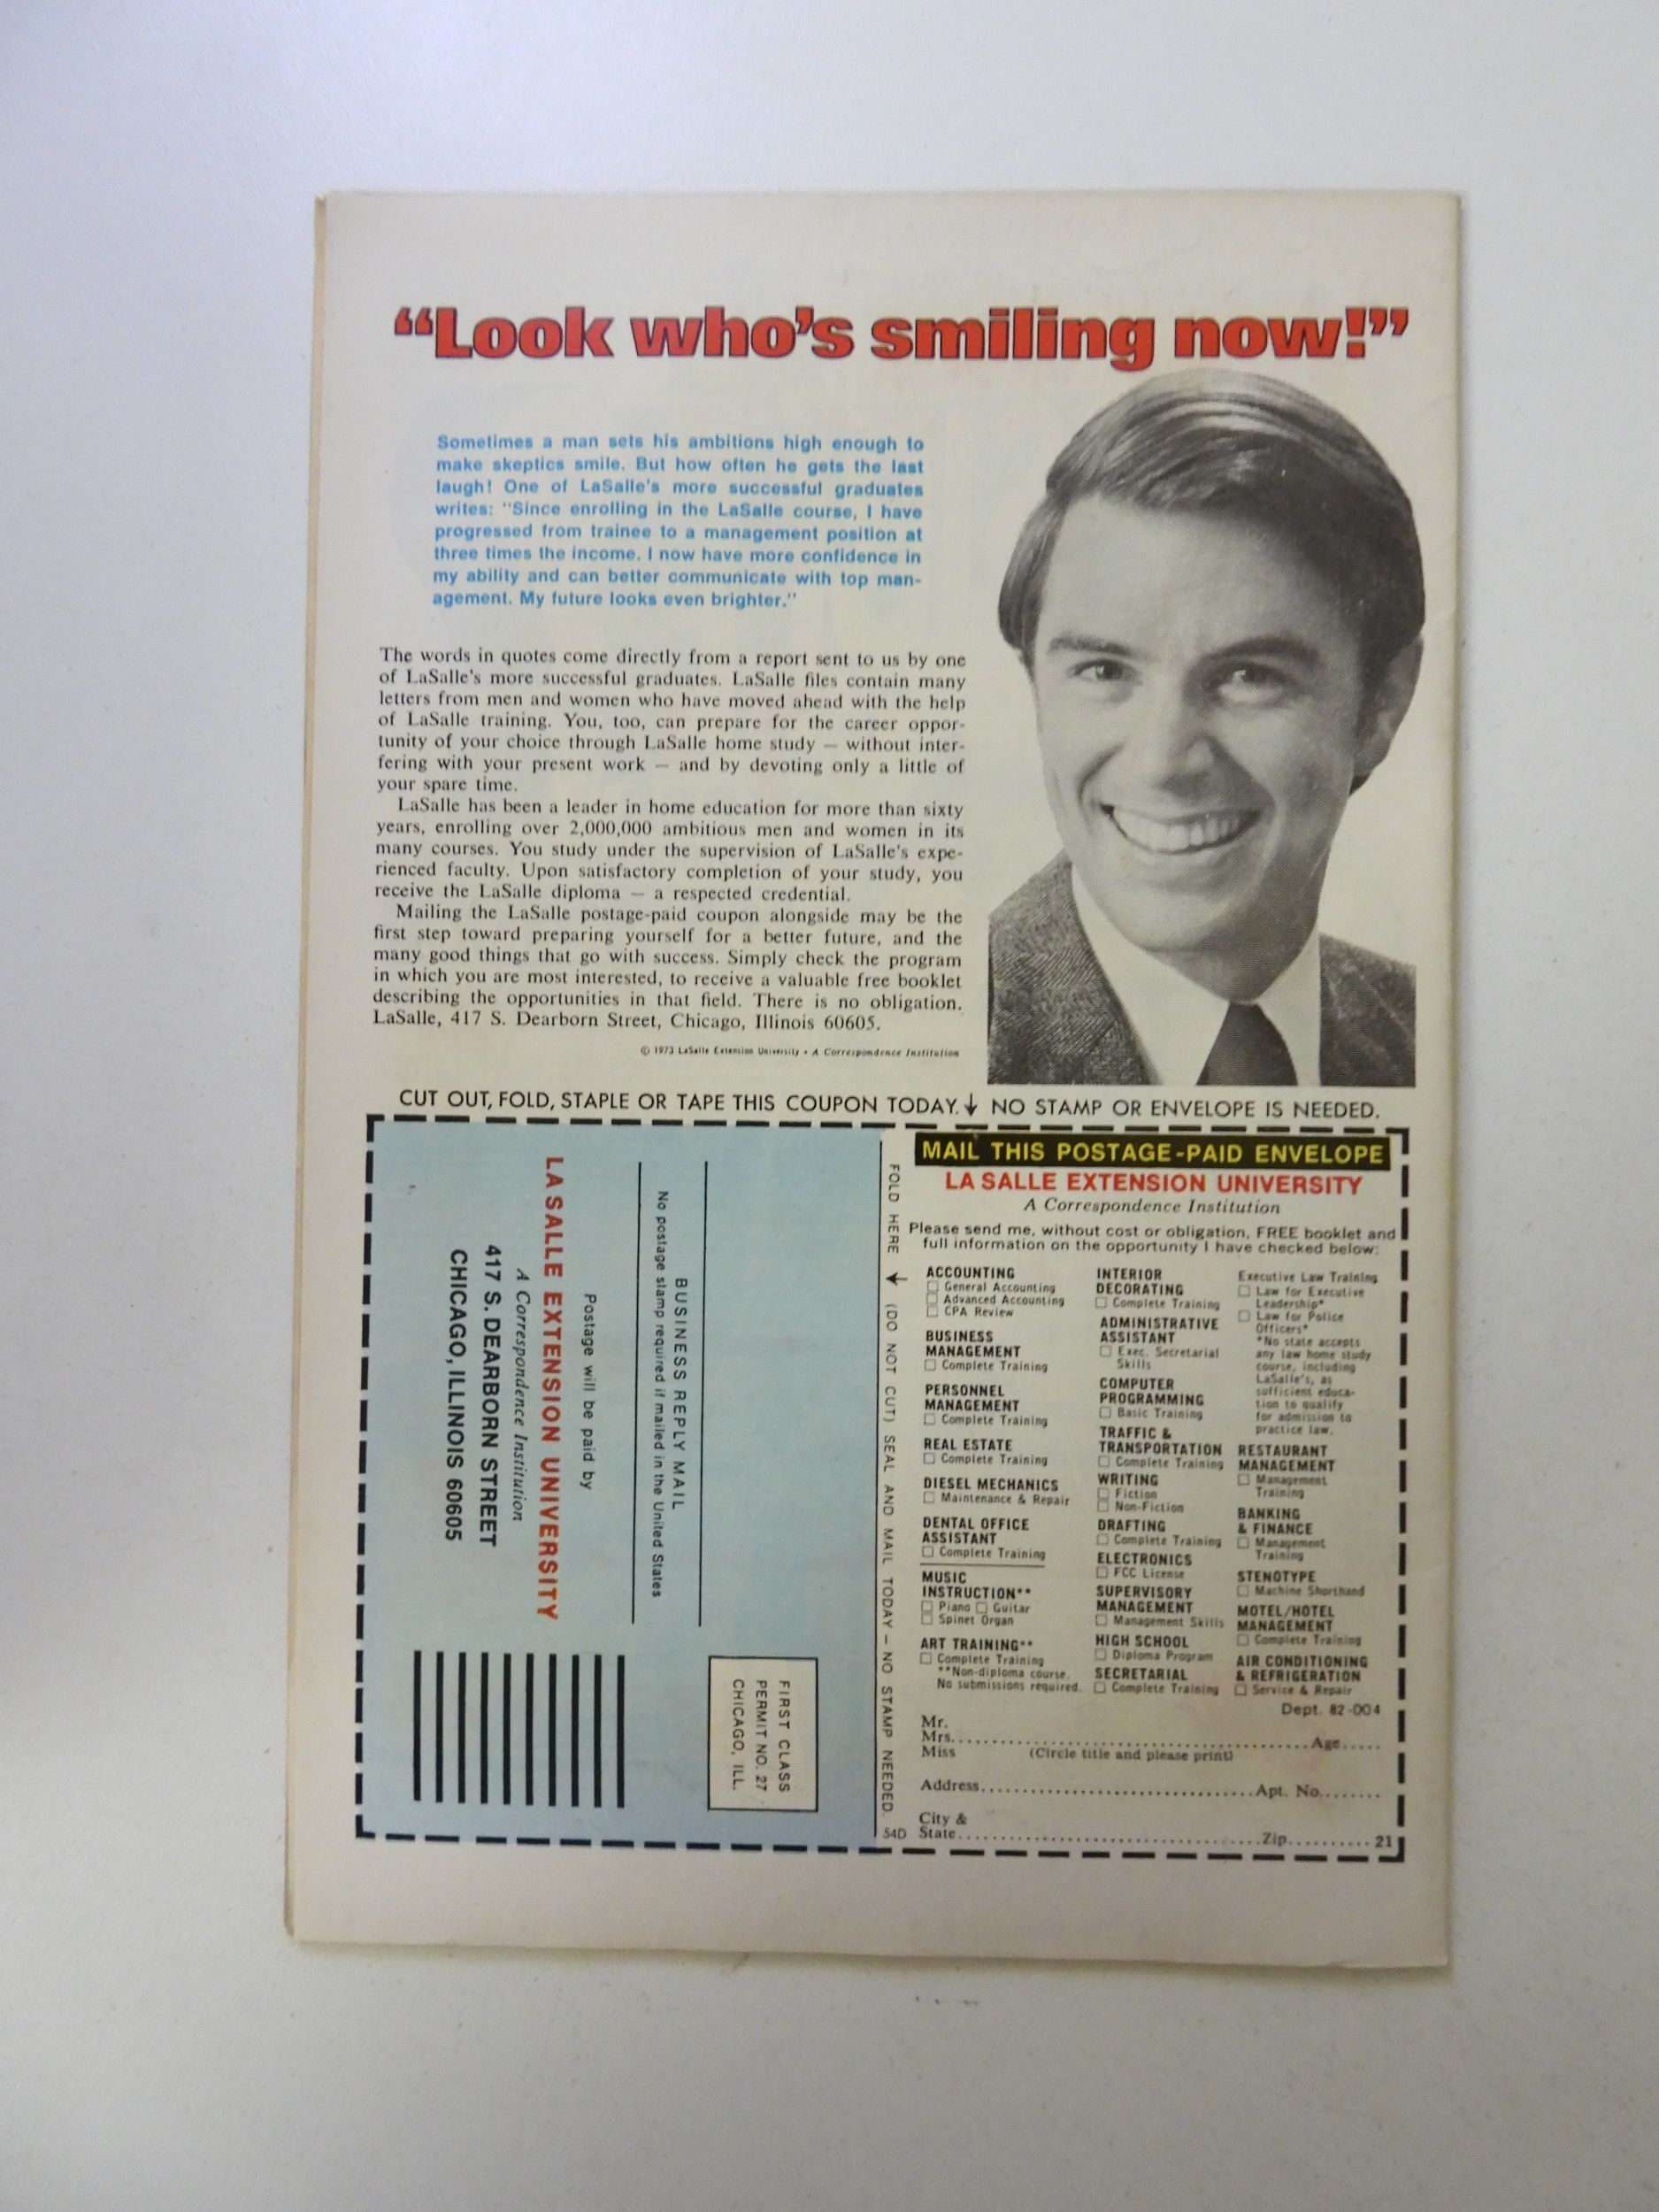 “Look who's smiling now!”
Sometimes a man sets his ambitions high enough to
make skeptics smile. But how often he gets the last
laugh! One of LaSalle's more successful graduates
writes: "Since enrolling in the LaSalle course, I have
progressed from trainee to a management position at
three times the income. I now have more confidence in
my ability and can better communicate with top man-
agement. My future looks even brighter."
The words in quotes come directly from a report sent to us by one
of LaSalle's more successful graduates. LaSalle files contain many
letters from men and women who have moved ahead with the help
of LaSalle training. You, too, can prepare for the career oppor-
tunity of your choice through LaSalle home study — without inter-
fering with your present work — and by devoting only a little of
your spare time.
LaSalle has been a leader in home education for more than sixty
years, enrolling over 2,000,000 ambitious men and women in its
many courses. You study under the supervision of LaSalle's expe-
rienced faculty. Upon satisfactory completion of your study, you
receive the LaSalle diploma — a respected credential.
Mailing the LaSalle postage-paid coupon alongside may be the
first step toward preparing yourself for a better future, and the
many good things that go with success. Simply check the program
in which you are most interested, to receive a valuable free booklet
describing the opportunities in that field. There is no obligation.
LaSalle, 417 S. Dearborn Street, Chicago, Illinois 60605.
© 1973 LaSalle Extension University • A Correspondence Institution
CUT OUT, FOLD, STAPLE OR TAPE THIS COUPON TODAY. ↓ NO STAMP OR ENVELOPE IS NEEDED.
FIRST CLASS
PERMIT NO. 27
CHICAGO, ILL.
BUSINESS REPLY MAIL
No postage stamp required if mailed in the United States
Postage will be paid by
LA SALLE EXTENSION UNIVERSITY
A Correspondence Institution
417 S. DEARBORN STREET
CHICAGO, ILLINOIS 60605
FOLD HERE ↓ (DO NOT CUT) SEAL AND MAIL TODAY — NO STAMP NEEDED.
54D
MAIL THIS POSTAGE-PAID ENVELOPE
LA SALLE EXTENSION UNIVERSITY
A Correspondence Institution
Please send me, without cost or obligation, FREE booklet and
full information on the opportunity I have checked below:
ACCOUNTING
□ General Accounting
□ Advanced Accounting
□ CPA Review
BUSINESS
MANAGEMENT
□ Complete Training
PERSONNEL
MANAGEMENT
□ Complete Training
REAL ESTATE
□ Complete Training
DIESEL MECHANICS
□ Maintenance & Repair
DENTAL OFFICE
ASSISTANT
□ Complete Training
MUSIC
INSTRUCTION**
□ Piano □ Guitar
□ Spinet Organ
ART TRAINING**
□ Complete Training
**Non-diploma course.
No submissions required.
INTERIOR
DECORATING
□ Complete Training
ADMINISTRATIVE
ASSISTANT
□ Exec. Secretarial
Skills
COMPUTER
PROGRAMMING
□ Basic Training
TRAFFIC &
TRANSPORTATION
□ Complete Training
WRITING
□ Fiction
□ Non-Fiction
DRAFTING
□ Complete Training
ELECTRONICS
□ FCC License
SUPERVISORY
MANAGEMENT
□ Management Skills
HIGH SCHOOL
□ Diploma Program
SECRETARIAL
□ Complete Training
Executive Law Training
□ Law for Executive
Leadership*
□ Law for Police
Officers*
*No state accepts
any law home study
course, including
LaSalle's, as
sufficient educa-
tion to qualify
for admission to
practice law.
RESTAURANT
MANAGEMENT
□ Management
Training
BANKING
& FINANCE
□ Management
Training
STENOTYPE
□ Machine Shorthand
MOTEL/HOTEL
MANAGEMENT
□ Complete Training
AIR CONDITIONING
& REFRIGERATION
□ Service & Repair
Dept. 82-004
Mr.
Mrs. Age
Miss (Circle title and please print)
Address Apt. No.
City &
State Zip 21